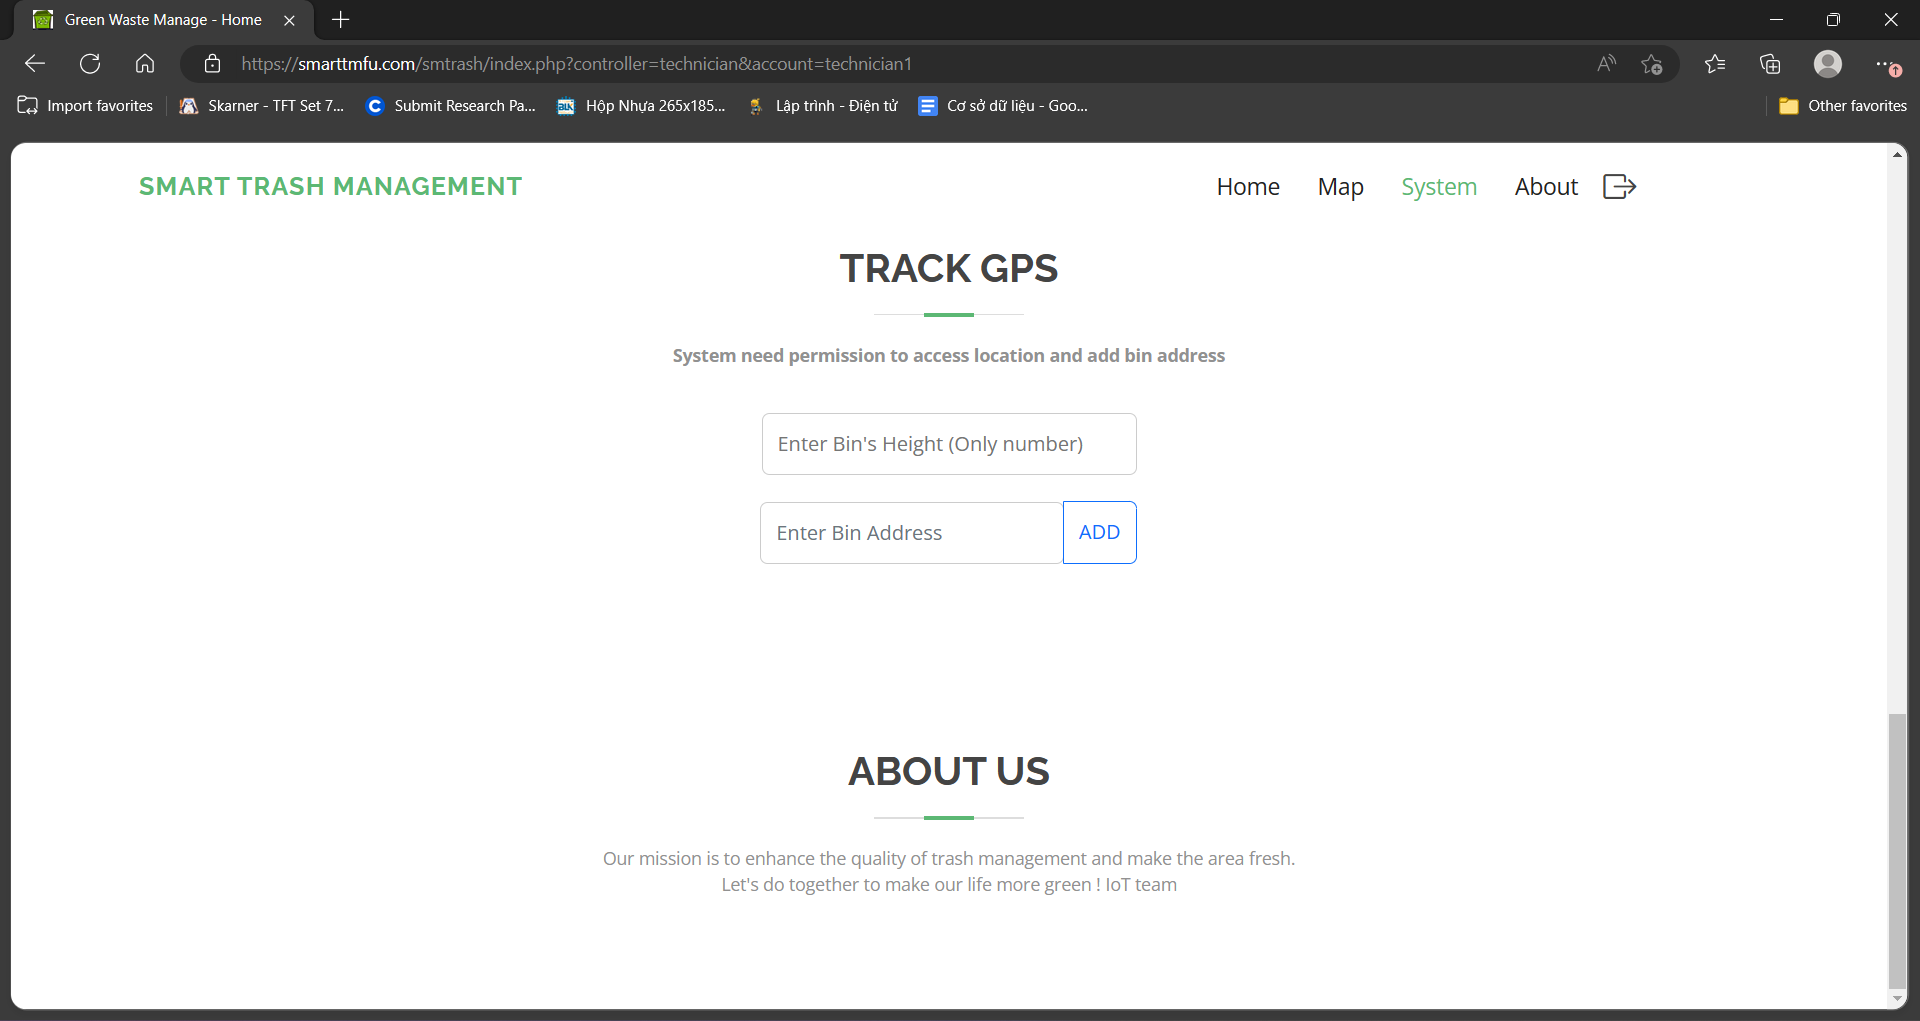 Green Waste Manage - Home
https://smarttmfu.com/smtrash/index.php?controller=technician&account=technician1
Import favorites
Skarner - TFT Set 7...
Submit Research Pa...
Hộp Nhựa 265x185...
Lập trình - Điện tử
Cơ sở dữ liệu - Goo...
Other favorites
SMART TRASH MANAGEMENT
Home
Map
System
About
TRACK GPS
System need permission to access location and add bin address
Enter Bin's Height (Only number)
Enter Bin Address
ADD
ABOUT US
Our mission is to enhance the quality of trash management and make the area fresh.
Let's do together to make our life more green ! IoT team